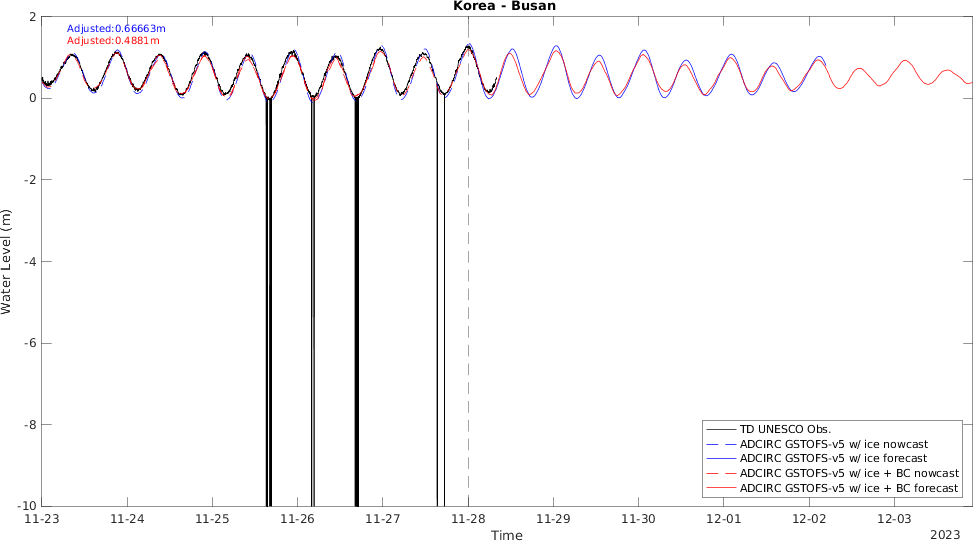 Korea - Busan
Adjusted:0.66663m
Adjusted:0.4881m
Water Level (m)
2
0
-2
-4
-6
-8
-10
TD UNESCO Obs.
ADCIRC GSTOFS-v5 w/ ice nowcast
ADCIRC GSTOFS-v5 w/ ice forecast
ADCIRC GSTOFS-v5 w/ ice + BC nowcast
ADCIRC GSTOFS-v5 w/ ice + BC forecast
11-23 11-24 11-25 11-26 11-27 11-28 11-29 11-30 12-01 12-02 12-03
Time
2023